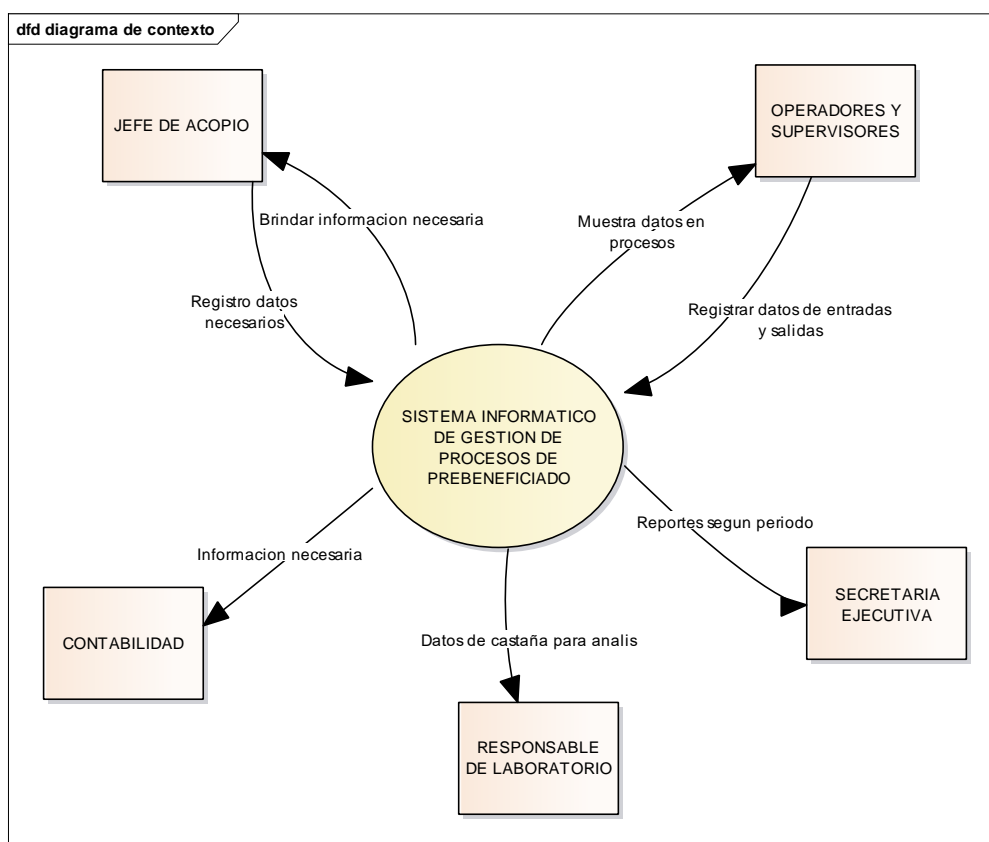 dfd diagrama de contexto
JEFE DE ACOPIO
OPERADORES Y
SUPERVISORES
Brindar informacion necesaria
Muestra datos en
procesos
Registro datos
necesarios
Registrar datos de entradas
y salidas
SISTEMA INFORMATICO
DE GESTION DE
PROCESOS DE
PREBENEFICIADO
Reportes segun periodo
Informacion necesaria
SECRETARIA
EJECUTIVA
CONTABILIDAD
Datos de castaña para analis
RESPONSABLE
DE LABORATORIO